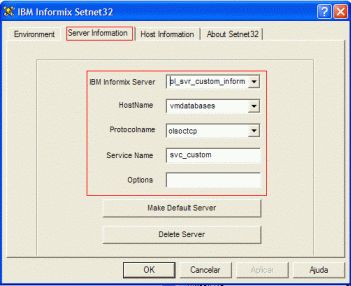 IBM Informix Setnet32
Environment Server Information Host Information About Setnet32
IBM Informix Server ol_svr_custom_inform
HostName vmdatabases
Protocolname olsoctcp
Service Name svc_custom
Options
Make Default Server
Delete Server
OK Cancelar Aplicar Ajuda